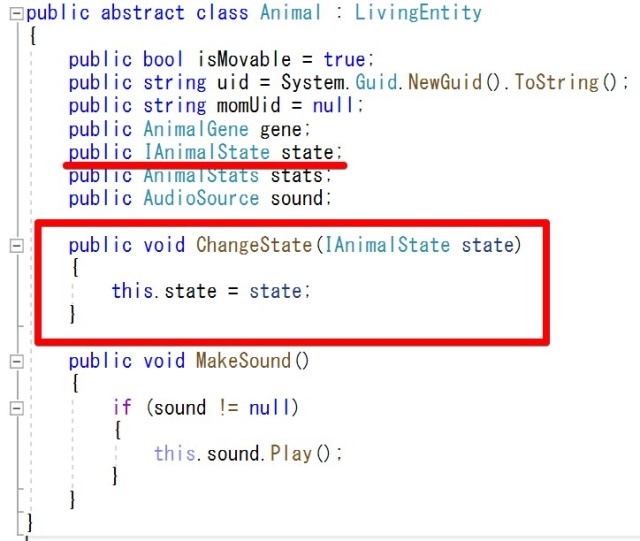 public abstract class Animal : LivingEntity
{
public bool isMovable = true;
public string uid = System.Guid.NewGuid().ToString();
public string momUid = null;
public AnimalGene gene;
public IAnimalState state;
public AnimalStats stats;
public AudioSource sound;
public void ChangeState(IAnimalState state)
{
this.state = state;
}
public void MakeSound()
{
if (sound != null)
{
this.sound.Play();
}
}
}